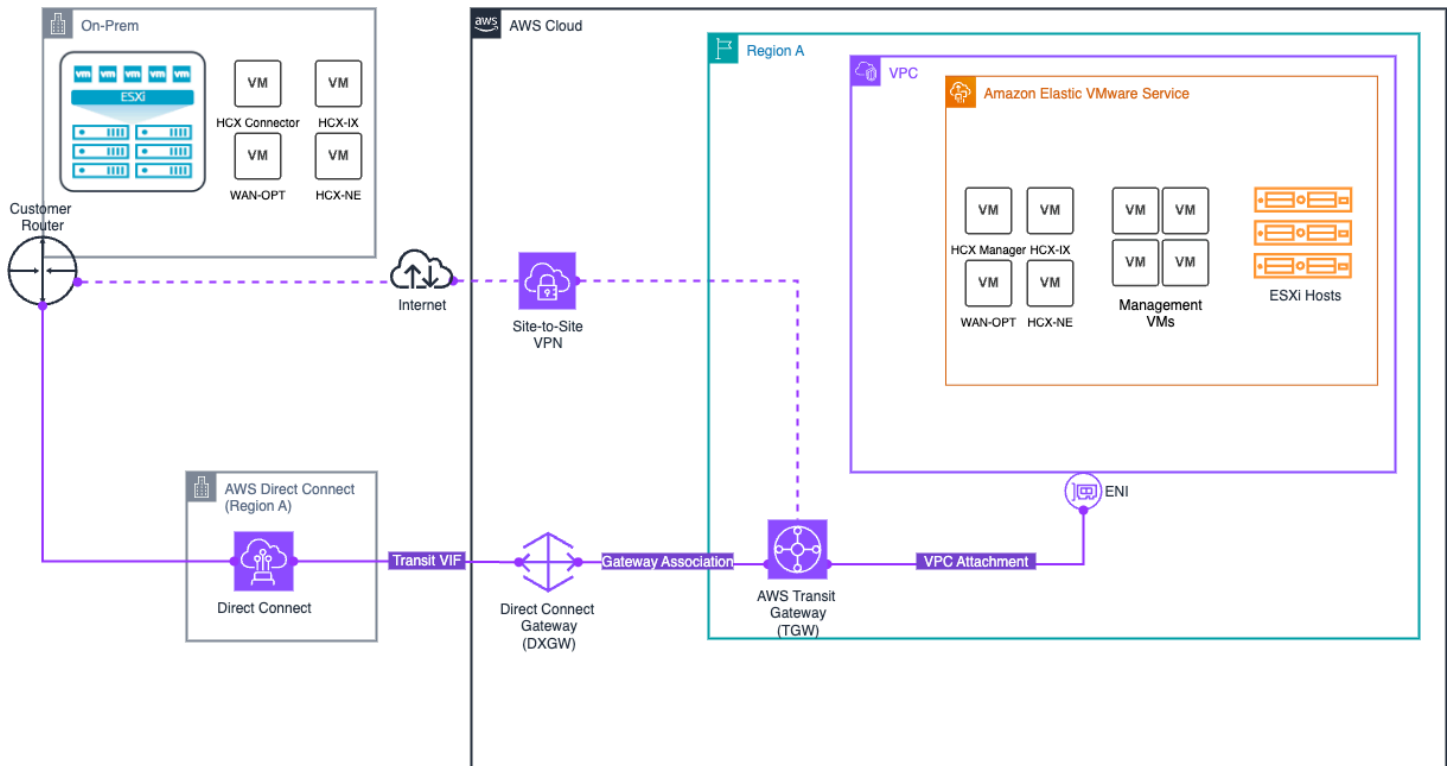 On-Prem
vm vm vm vm vm
ESXi
VM
VM
HCX Connector
HCX-IX
VM
VM
WAN-OPT
HCX-NE
Customer
Router
Internet
Site-to-Site
VPN
AWS Direct Connect
(Region A)
Direct Connect
Transit VIF
aws
AWS Cloud
Direct Connect
Gateway
(DXGW)
Gateway Association
Region A
AWS Transit
Gateway
(TGW)
VPC Attachment
ENI
VPC
Amazon Elastic VMware Service
VM
VM
HCX Manager
HCX-IX
VM
VM
WAN-OPT
HCX-NE
VM
VM
VM
VM
Management
VMs
ESXi Hosts